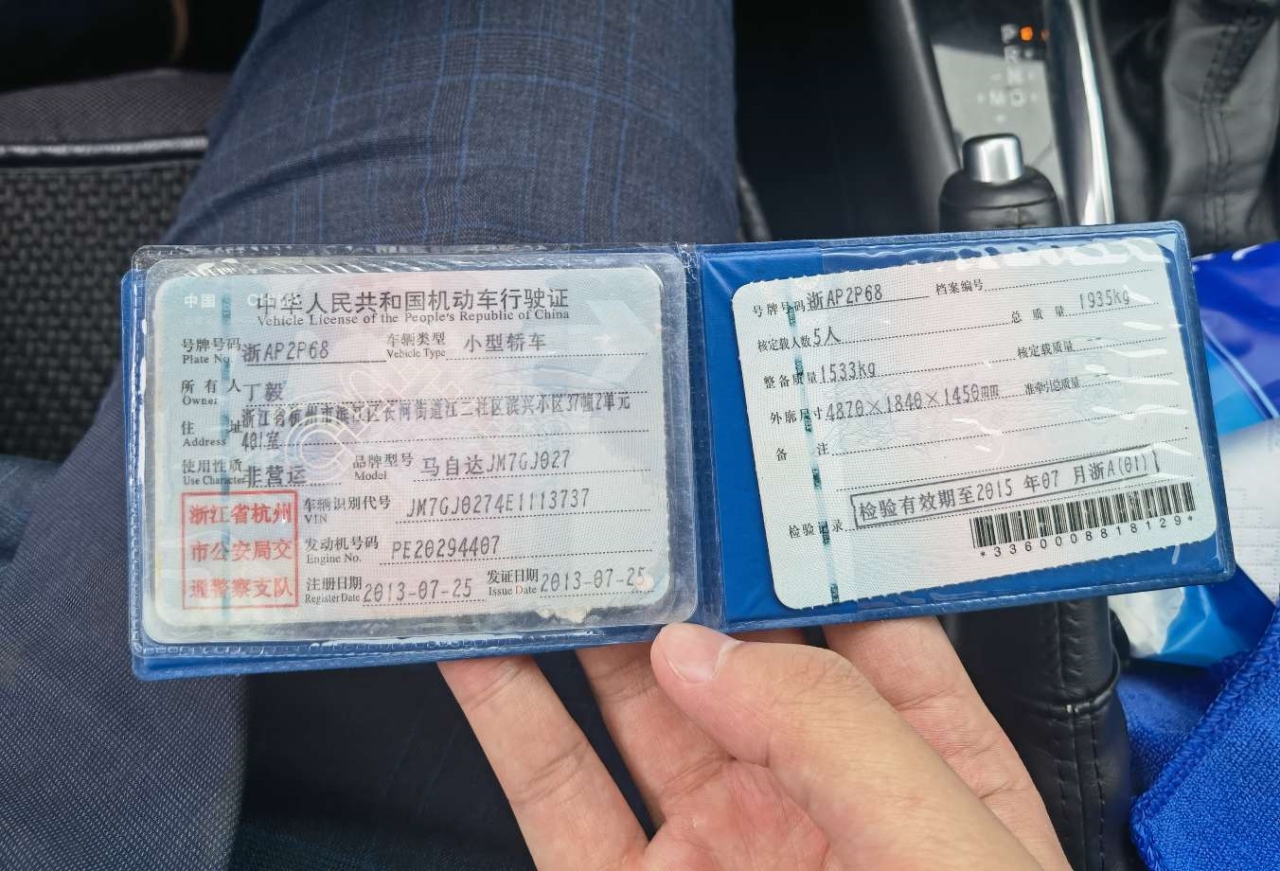 中国
中华人民共和国机动车行驶证
Vehicle License of the People's Republic of China
号牌号码 浙AP2P68 车辆类型 小型轿车
Plate No. Vehicle Type
所有人 丁毅
Owner
住址 浙江省杭州市滨江区长河街道江二社区滨兴小区37幢2单元
Address 401室
使用性质 非营运 品牌型号 马自达JM7GJ027
Use Character Model
浙江省杭州
市公安局交
通警察支队
车辆识别代号 JM7GJ0274E1113737
VIN
发动机号码 PE20294407
Engine No.
注册日期 2013-07-25 发证日期 2013-07-25
Register Date Issue Date
号牌号码 浙AP2P68 档案编号
核定载人数 5人 总质量 1935kg
整备质量 1533kg 核定载质量
外廓尺寸 4870×1840×1450mm 准牵引总质量
备注
检验有效期至2015年07月浙A(01)
检验记录
*3360008818129*
P
R
N
M D